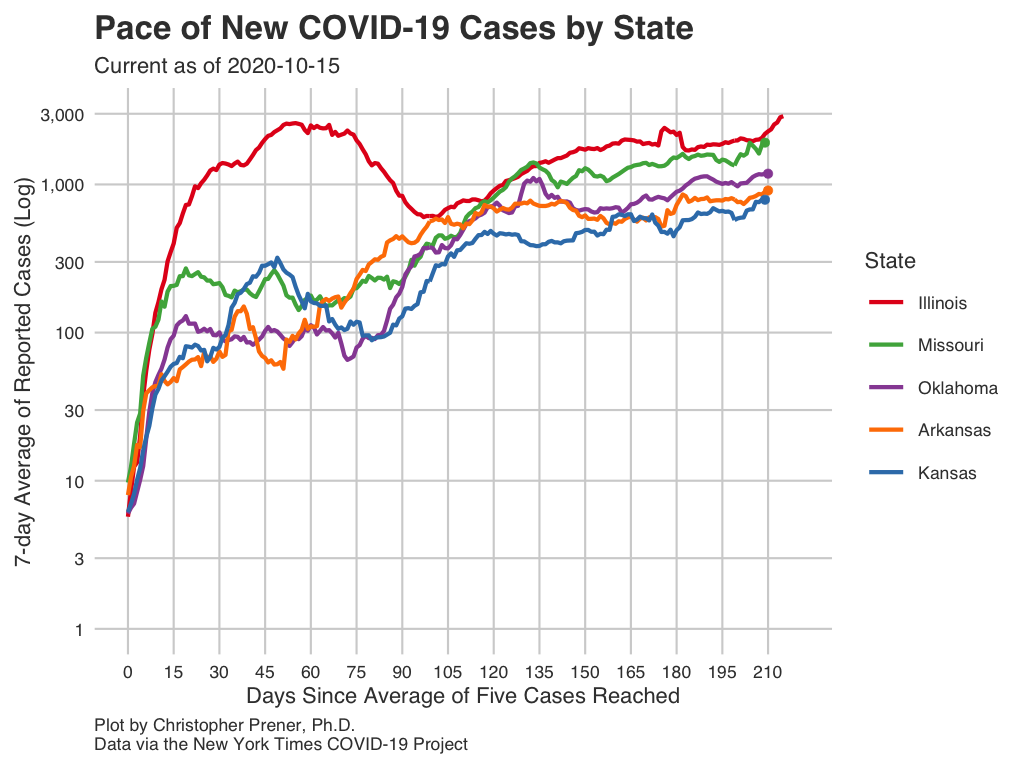 Pace of New COVID-19 Cases by State
Current as of 2020-10-15
7-day Average of Reported Cases (Log)
3,000
1,000
300
100
30
10
3
1
0 15 30 45 60 75 90 105 120 135 150 165 180 195 210
Days Since Average of Five Cases Reached
State
Illinois
Missouri
Oklahoma
Arkansas
Kansas
Plot by Christopher Prener, Ph.D.
Data via the New York Times COVID-19 Project